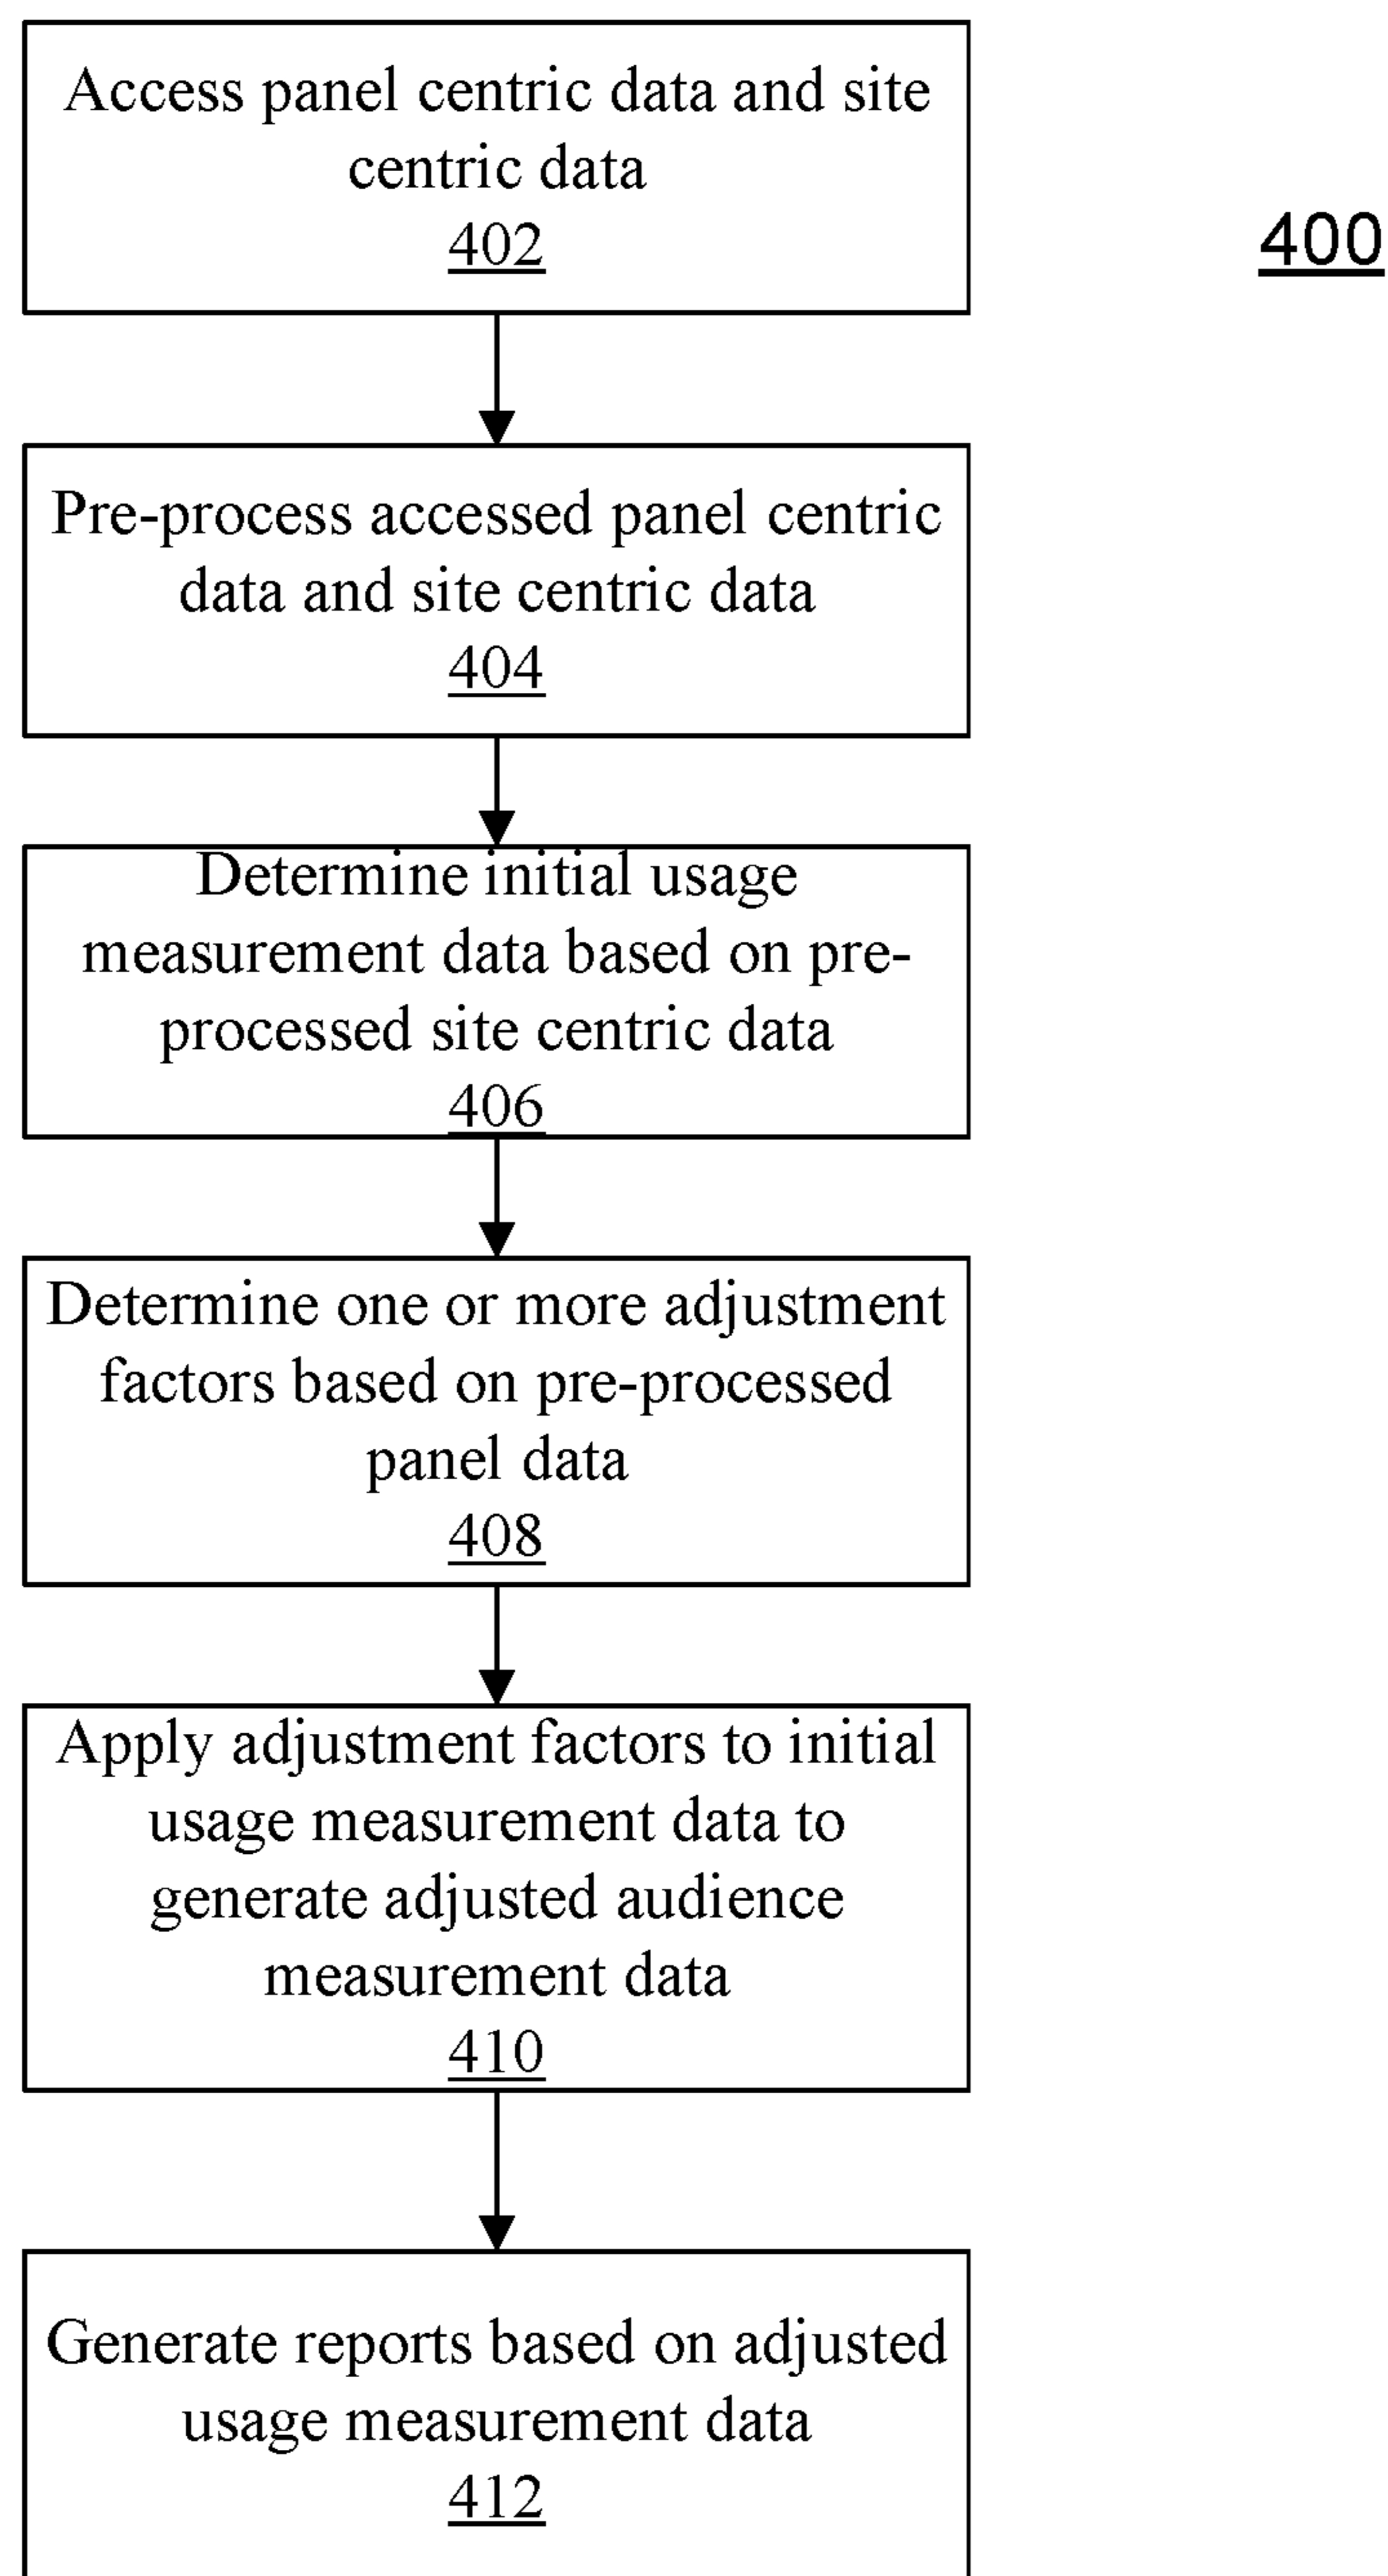 Access panel centric data and site
centric data
402
400
Pre-process accessed panel centric
data and site centric data
404
Determine initial usage
measurement data based on pre-
processed site centric data
406
Determine one or more adjustment
factors based on pre-processed
panel data
408
Apply adjustment factors to initial
usage measurement data to
generate adjusted audience
measurement data
410
Generate reports based on adjusted
usage measurement data
412